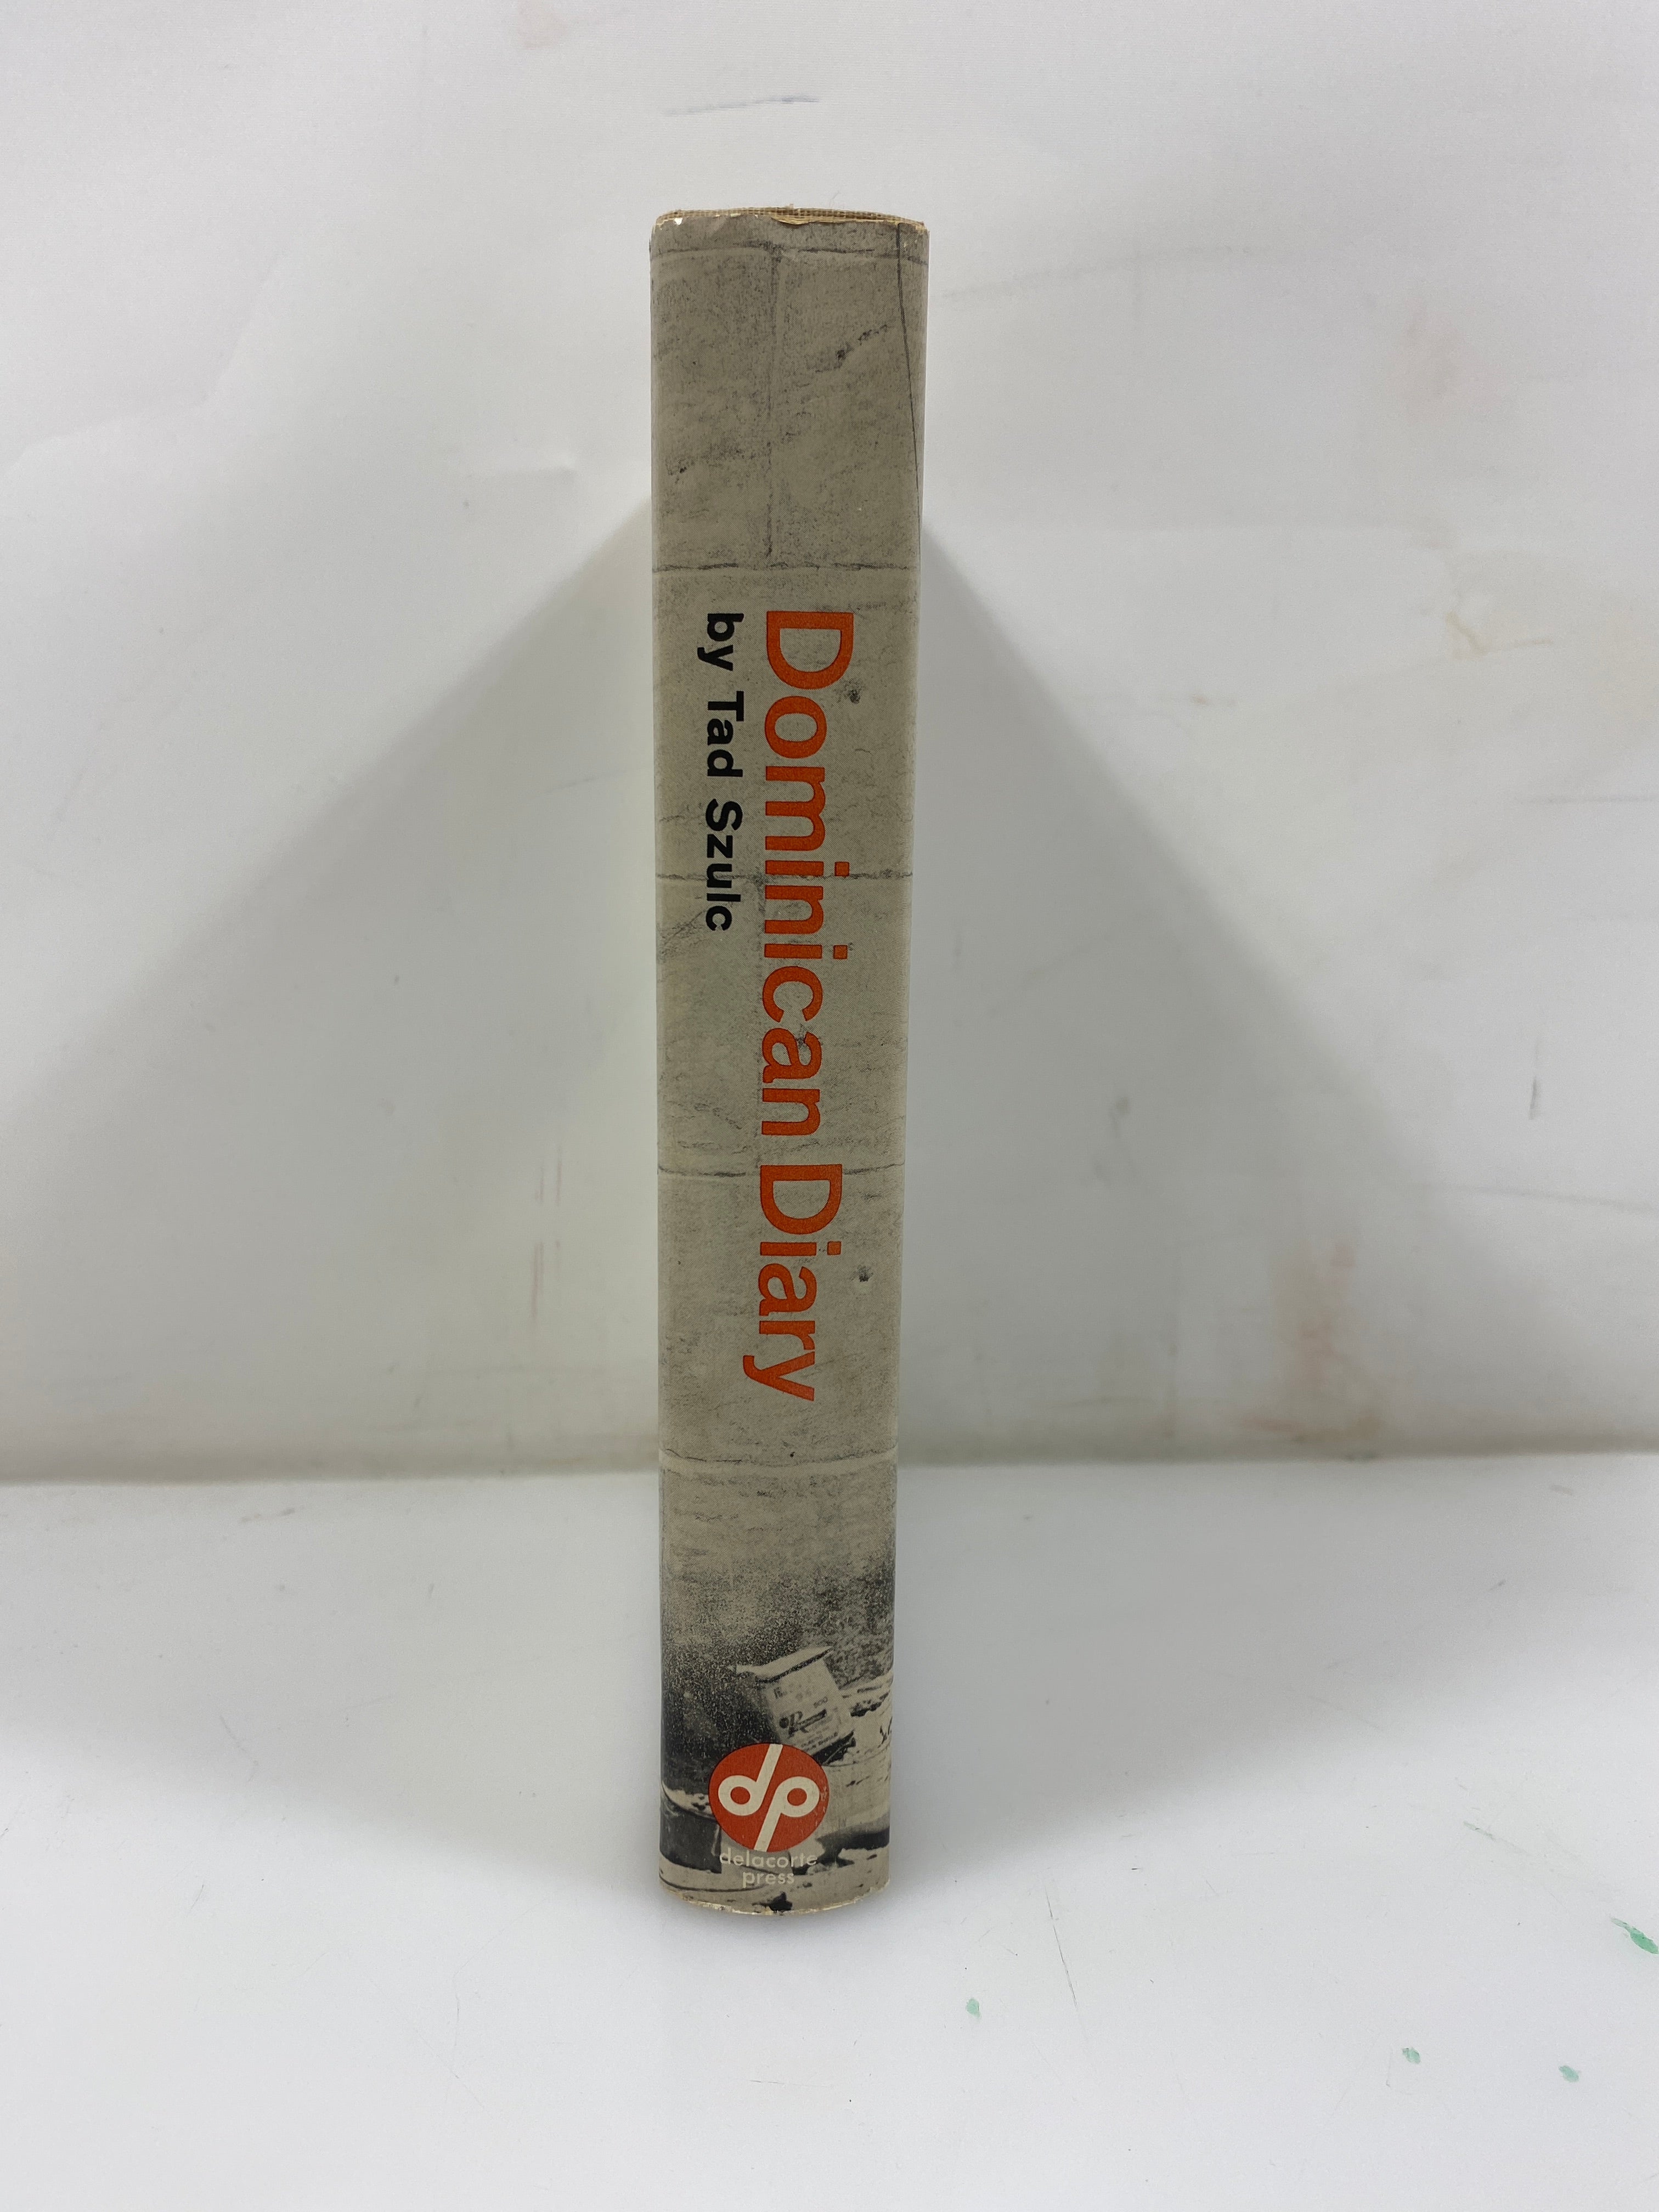 Dominican Diary
by Tad Szulc
dp
delacorte
press